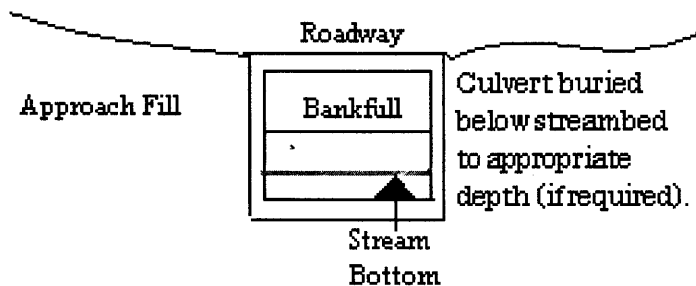 Roadway
Approach Fill
Bankfull
Culvert buried
below streambed
to appropriate
depth (if required).
Stream
Bottom